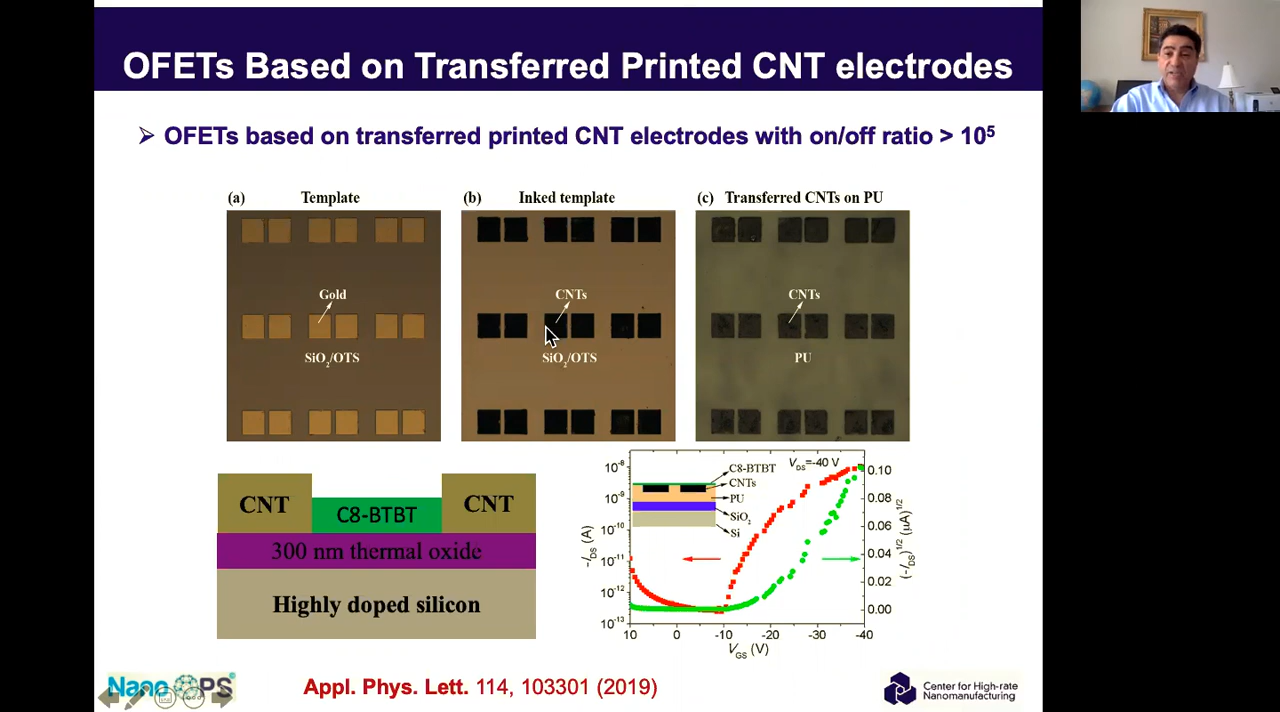 OFETs Based on Transferred Printed CNT electrodes
➢ OFETs based on transferred printed CNT electrodes with on/off ratio > 10⁵
(a) Template
(b) Inked template
(c) Transferred CNTs on PU
Gold
SiO₂/OTS
CNTs
SiO₂/OTS
CNTs
PU
CNT
C8-BTBT
CNT
300 nm thermal oxide
Highly doped silicon
V_DS=-40 V
C8-BTBT
CNTs
PU
SiO₂
Si
10⁻⁸
10⁻⁹
10⁻¹⁰
10⁻¹¹
10⁻¹²
10⁻¹³
-I_DS (A)
0.10
0.08
0.06
0.04
0.02
0.00
(-I_DS)^1/2 (μA)^1/2
10 0 -10 -20 -30 -40
V_GS (V)
Nano OPS
Appl. Phys. Lett. 114, 103301 (2019)
Center for High-rate
Nanomanufacturing